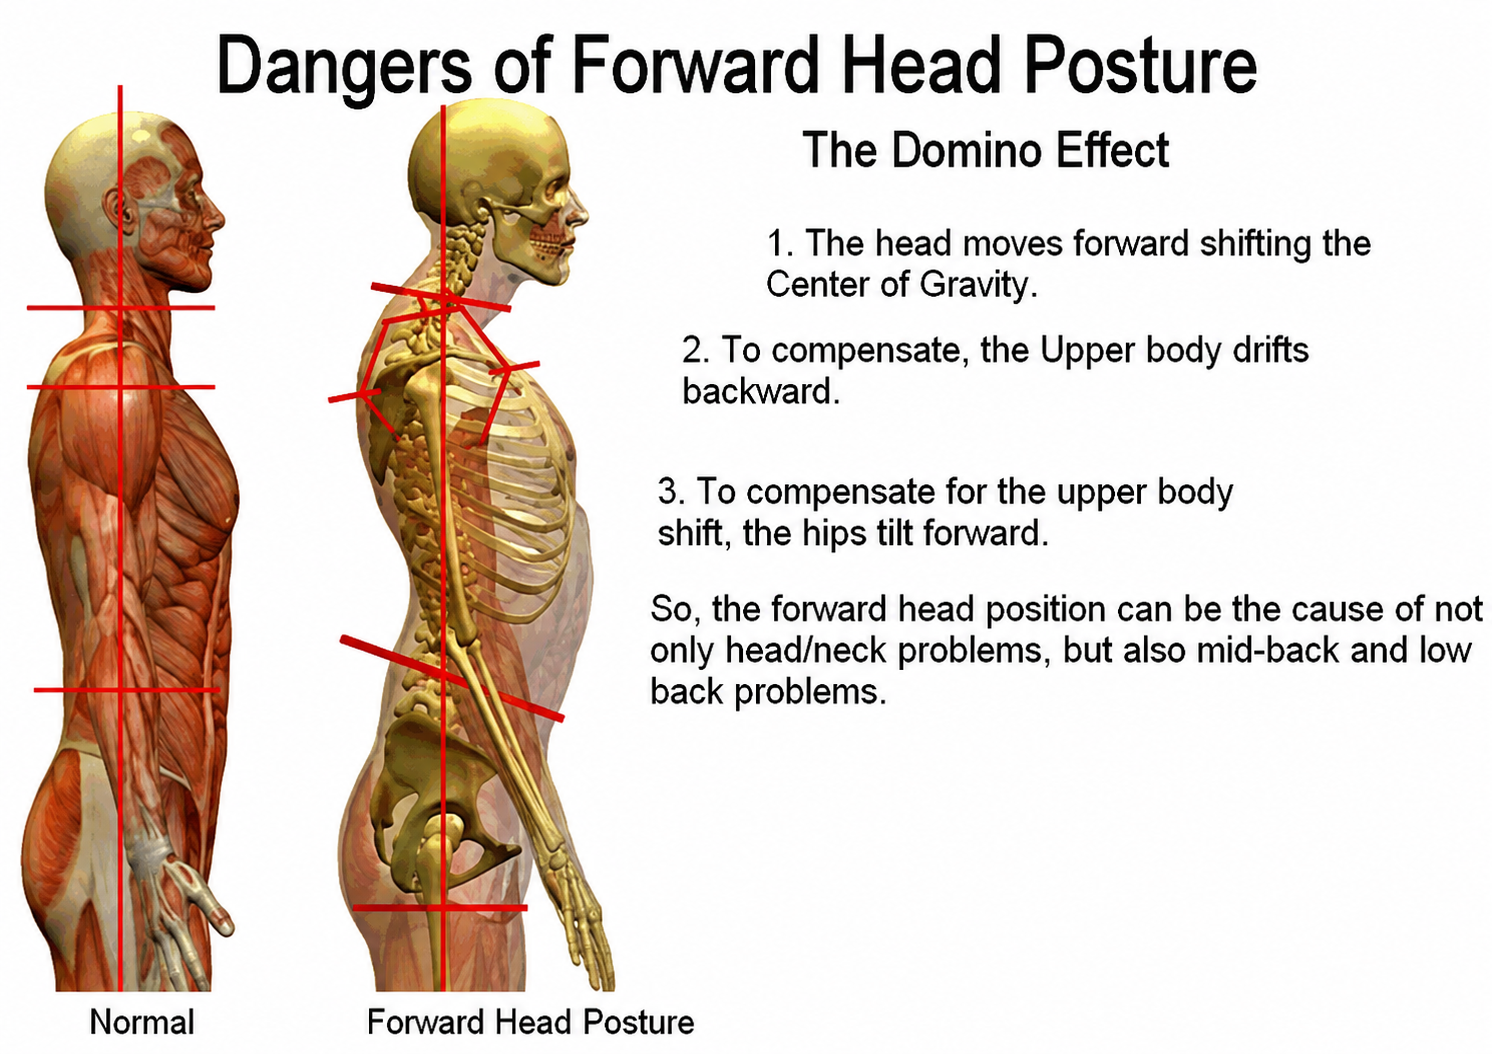 Dangers of Forward Head Posture
The Domino Effect
1. The head moves forward shifting the
Center of Gravity.
2. To compensate, the Upper body drifts
backward.
3. To compensate for the upper body
shift, the hips tilt forward.
So, the forward head position can be the cause of not
only head/neck problems, but also mid-back and low
back problems.
Normal
Forward Head Posture